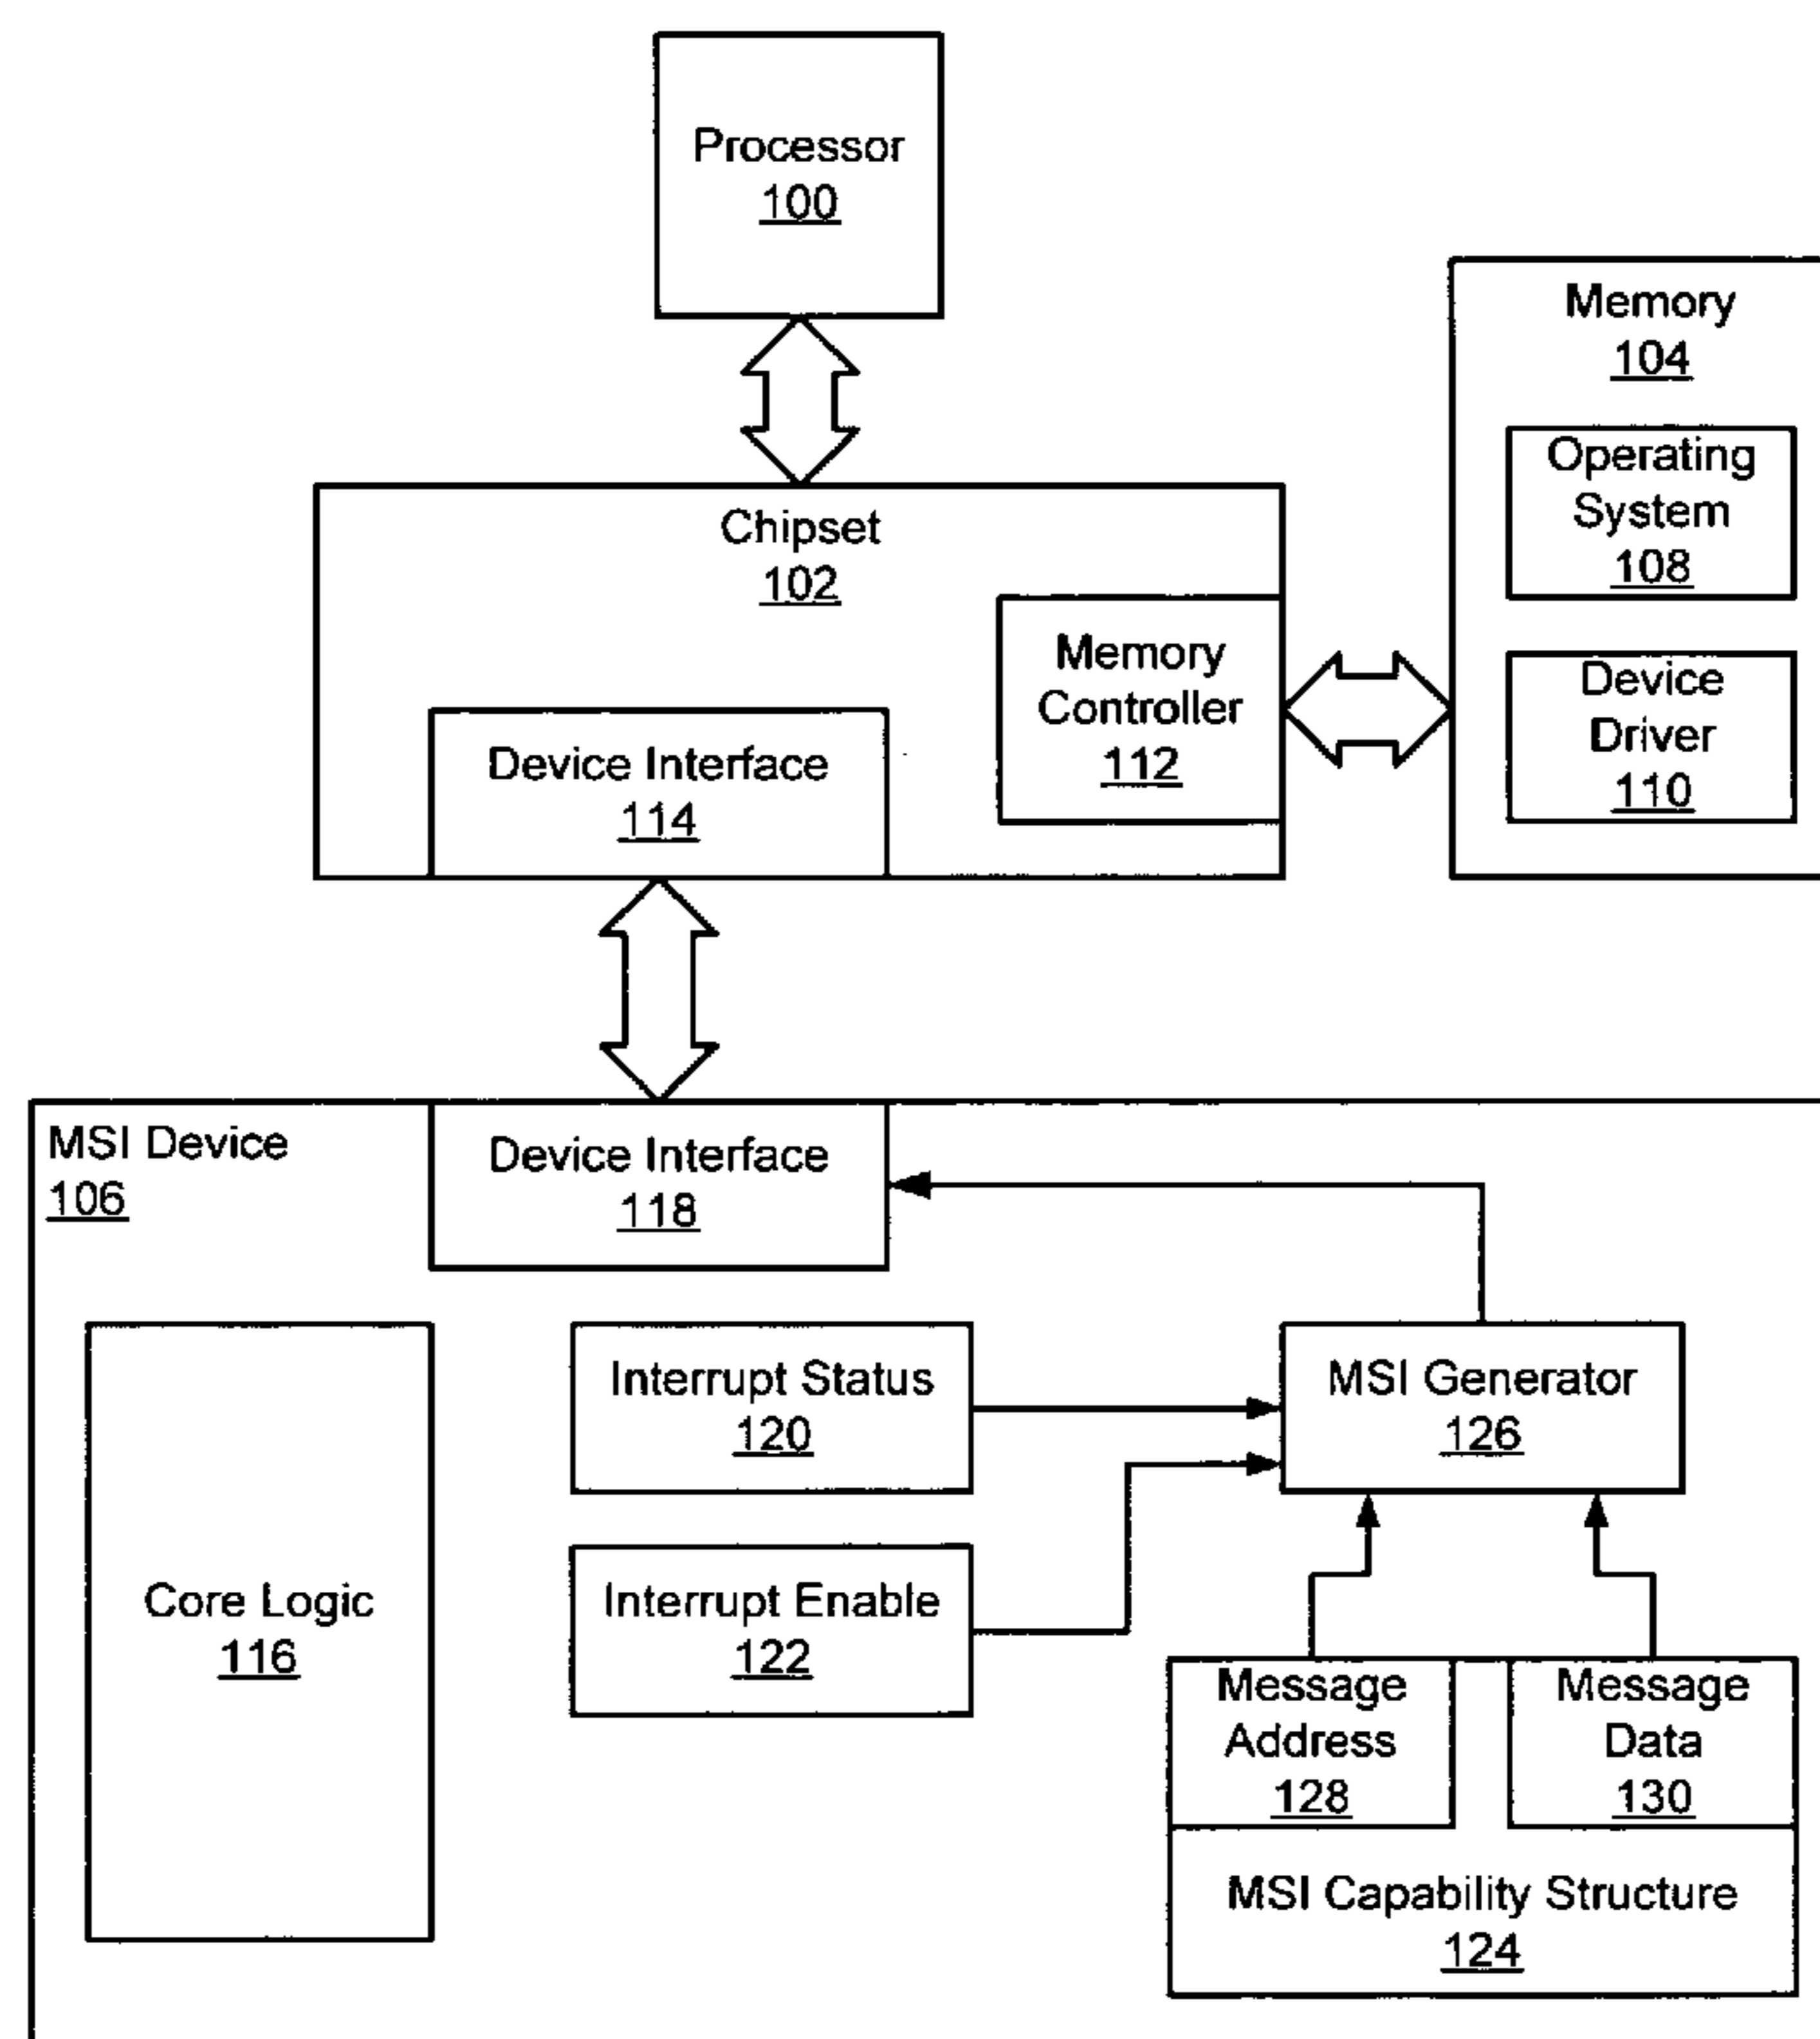 Processor
100
Memory
104
Operating
System
108
Device
Driver
110
Chipset
102
Memory
Controller
112
Device Interface
114
MSI Device
106
Device Interface
118
Interrupt Status
120
MSI Generator
126
Core Logic
116
Interrupt Enable
122
Message
Address
128
Message
Data
130
MSI Capability Structure
124